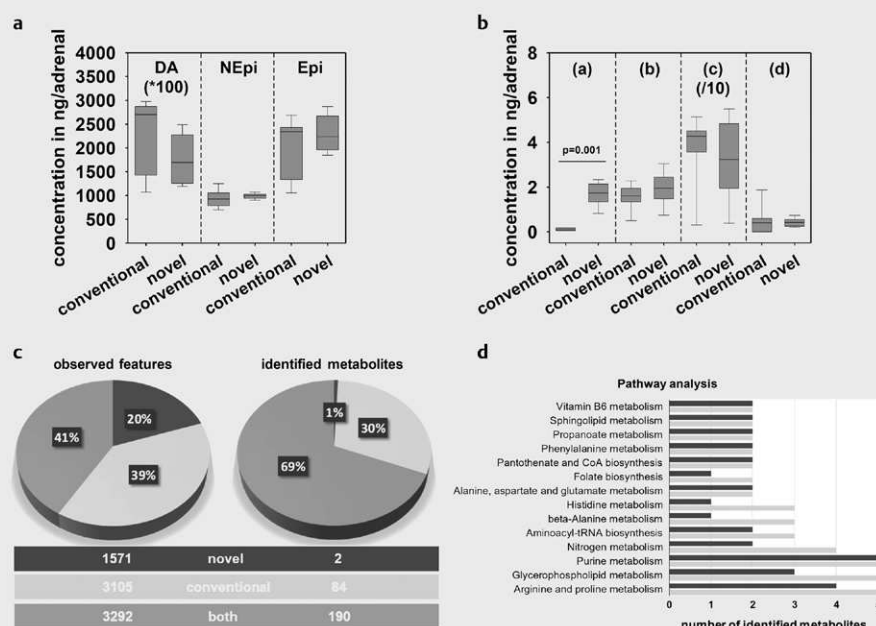 a
concentration in ng/adrenal
4000
3500
3000
2500
2000
1500
1000
500
0
DA
(*100)
NEpi
Epi
conventional
novel
conventional
novel
conventional
novel
b
concentration in ng/adrenal
8
6
4
2
0
(a)
(b)
(c)
(/10)
(d)
p=0.001
conventional
novel
conventional
novel
conventional
novel
conventional
novel
c
observed features
identified metabolites
20%
41%
39%
1%
30%
69%
1571 novel 2
3105 conventional 84
3292 both 190
d
Pathway analysis
Vitamin B6 metabolism
Sphingolipid metabolism
Propanoate metabolism
Phenylalanine metabolism
Pantothenate and CoA biosynthesis
Folate biosynthesis
Alanine, aspartate and glutamate metabolism
Histidine metabolism
beta-Alanine metabolism
Aminoacyl-tRNA biosynthesis
Nitrogen metabolism
Purine metabolism
Glycerophospholipid metabolism
Arginine and proline metabolism
0 1 2 3 4
number of identified metabolites